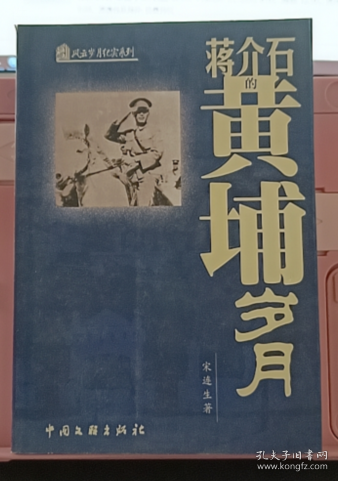 风云岁月纪实系列
蒋介石
的
黄埔岁月
宋连生著
中国文联出版社
孔夫子旧书网
www.kongfz.com